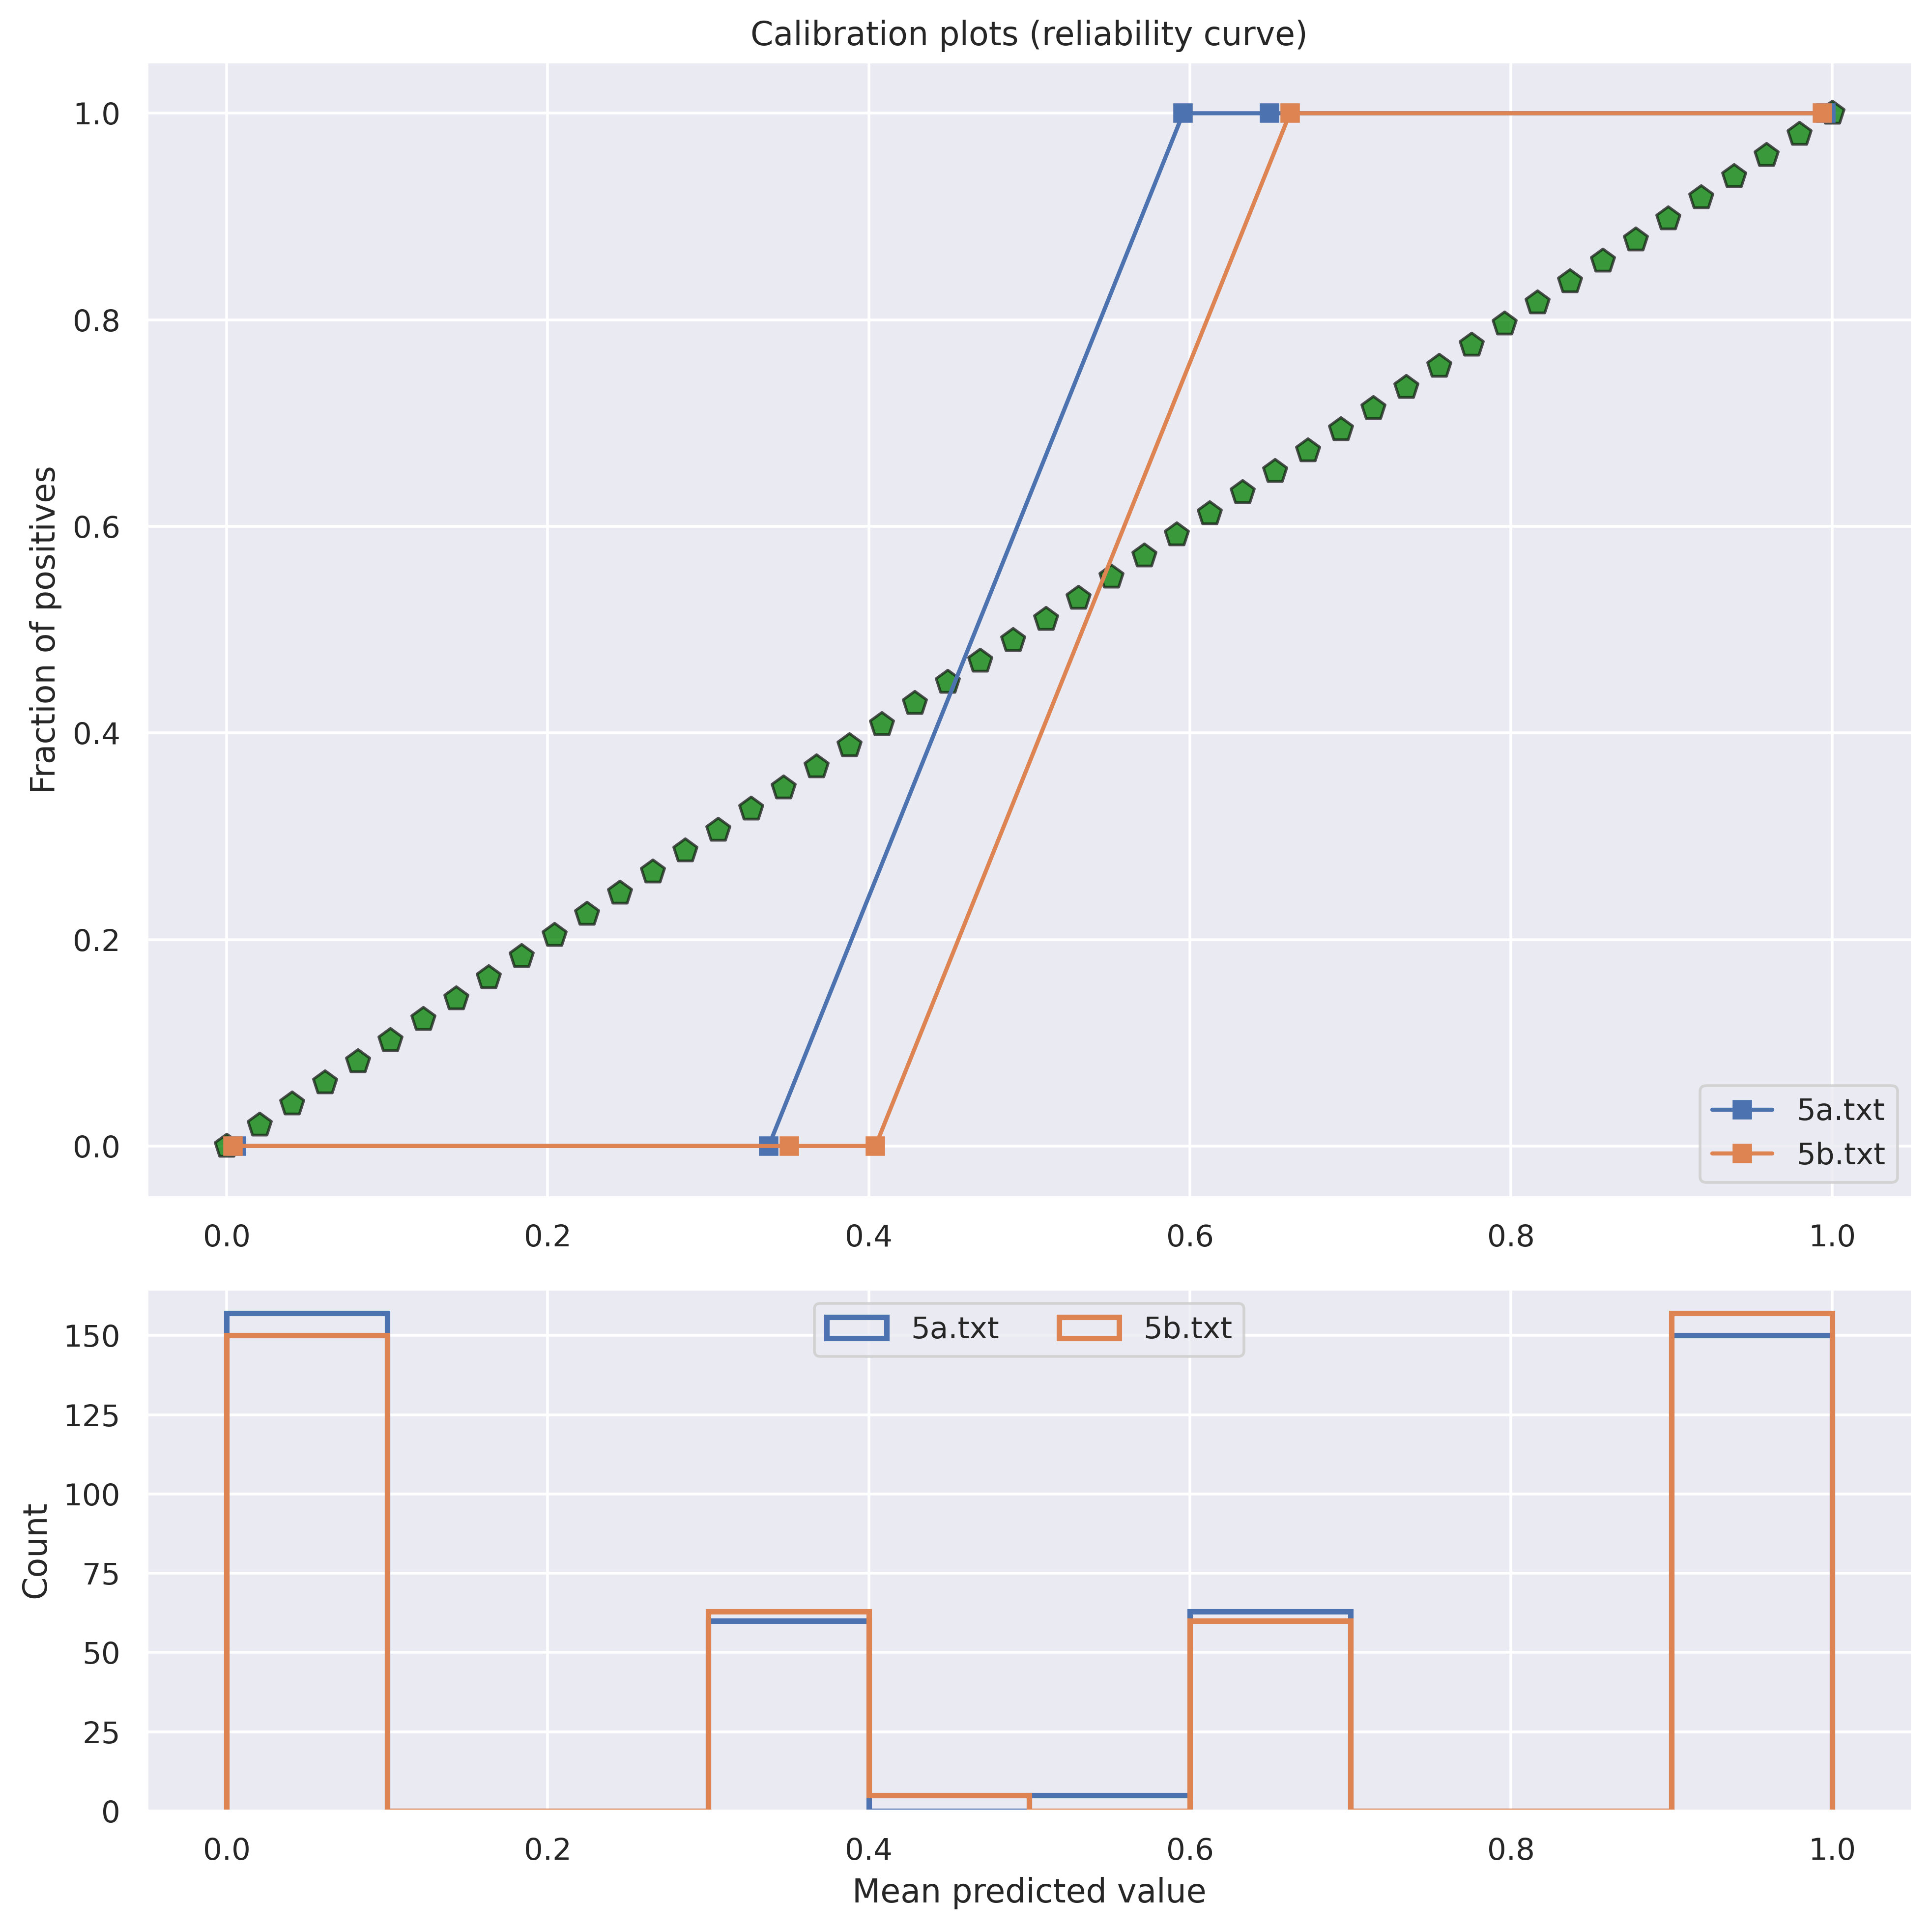 Calibration plots (reliability curve)
1.0
0.8
0.6
0.4
0.2
0.0
Fraction of positives
5a.txt
5b.txt
0.0 0.2 0.4 0.6 0.8 1.0
5a.txt 5b.txt
150
125
100
75
50
25
0
Count
0.0 0.2 0.4 0.6 0.8 1.0
Mean predicted value